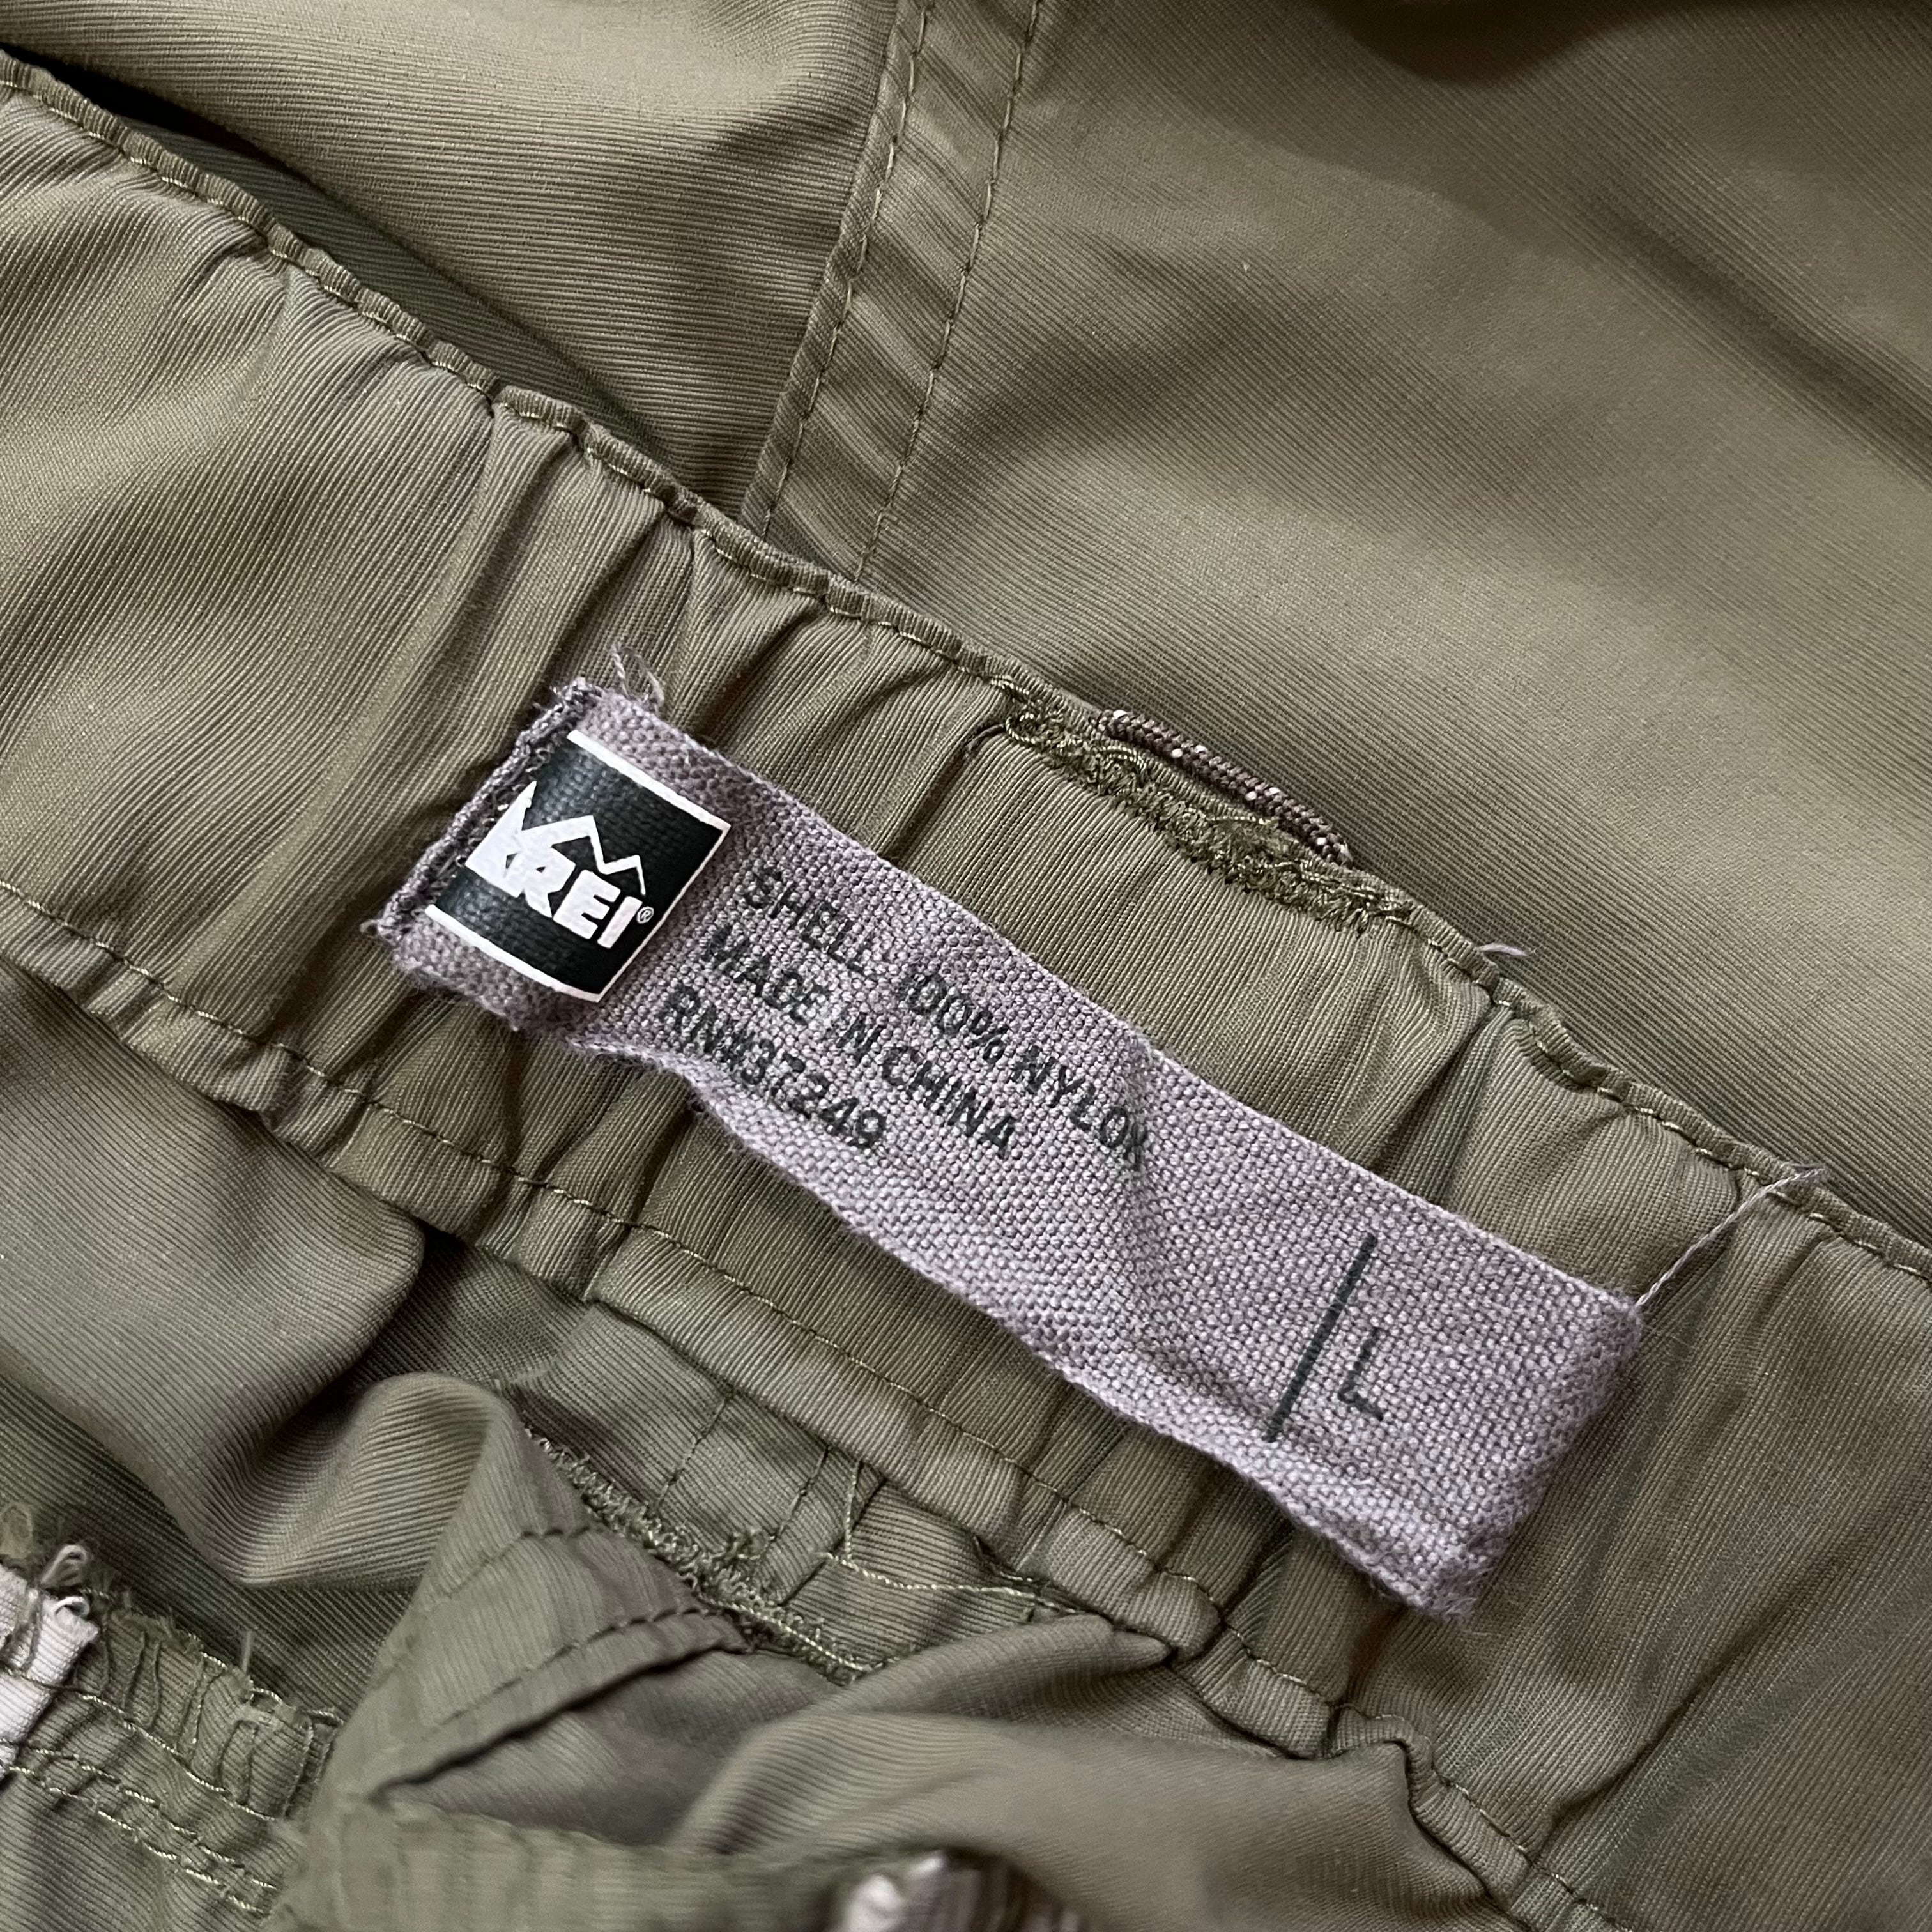 REI®
SHELL: 100% NYLON
MADE IN CHINA
RN#37249
L